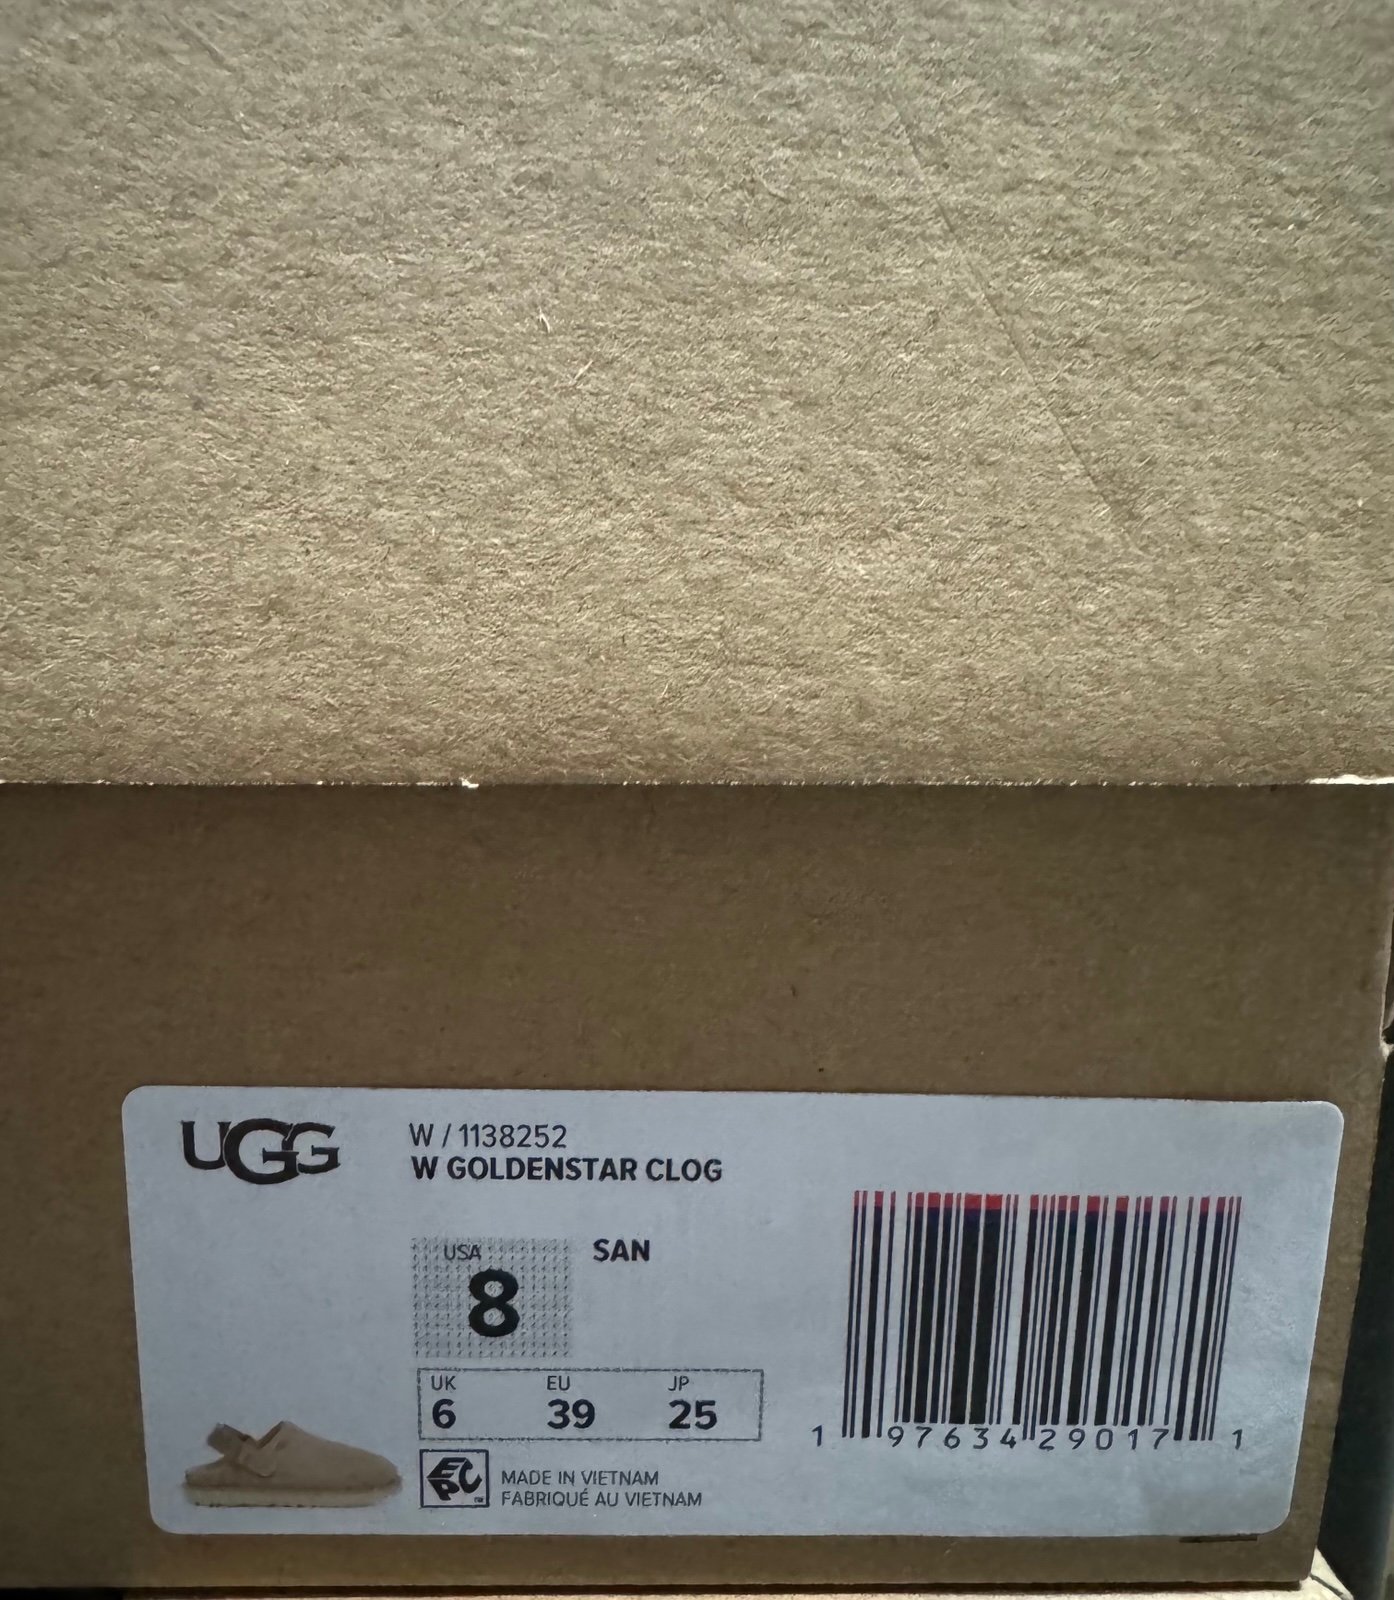 UGG
W / 1138252
W GOLDENSTAR CLOG
USA
8
SAN
UK EU JP
6 39 25
EPC
MADE IN VIETNAM
FABRIQUÉ AU VIETNAM
1 97634 29017 1